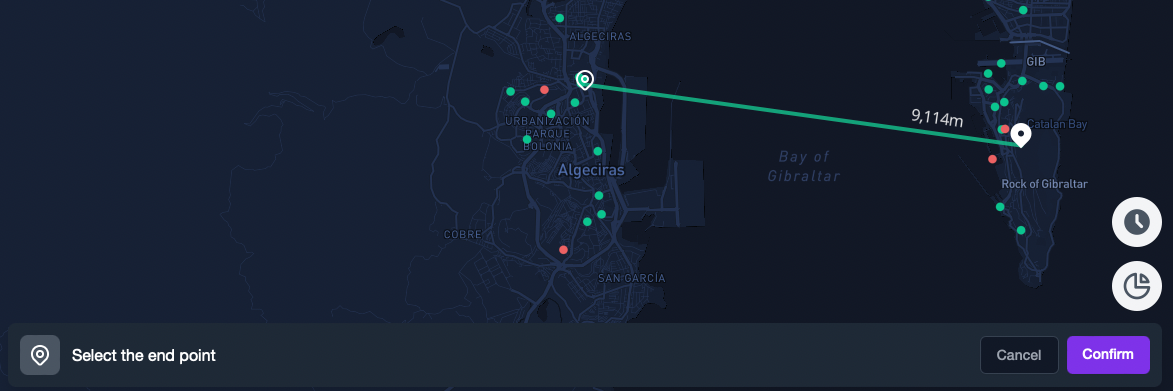 ALGECIRAS
GIB
URBANIZACIÓN
PARQUE
BOLONIA
9,114m
Catalan Bay
Bay of
Gibraltar
Algeciras
Rock of Gibraltar
COBRE
SAN GARCÍA
Select the end point
Cancel
Confirm